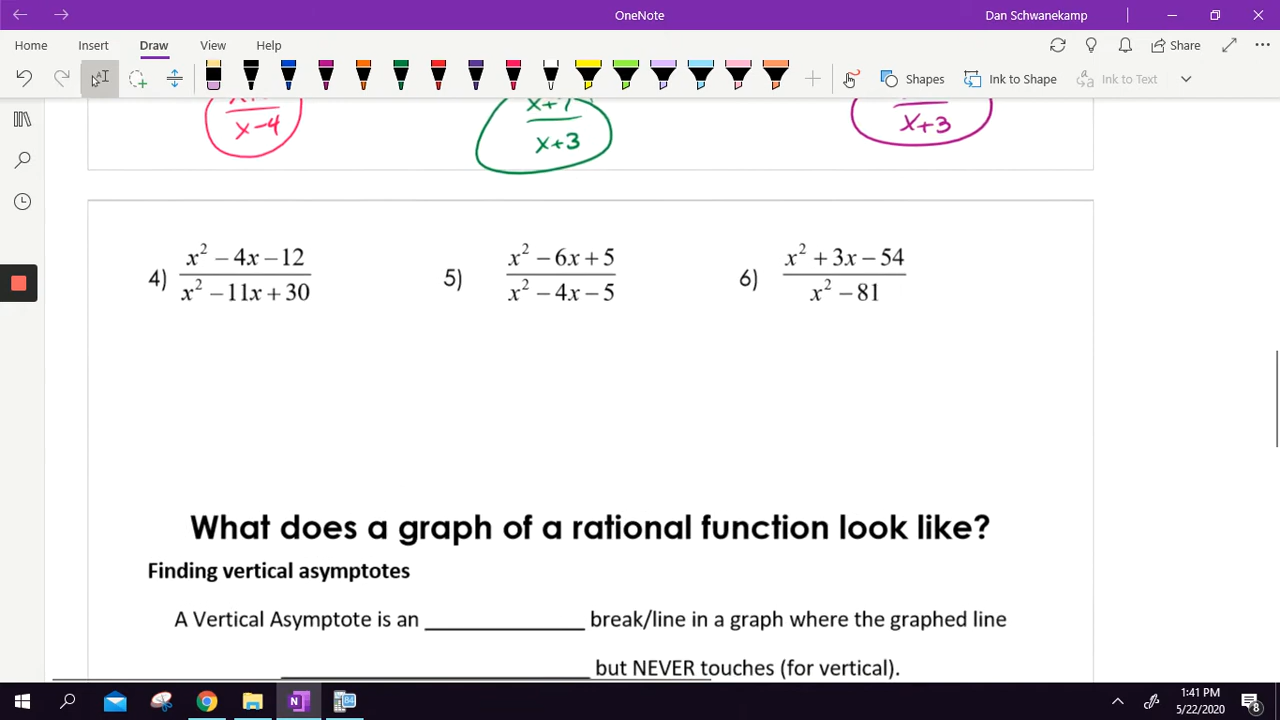 OneNote
Dan Schwanekamp
Home Insert Draw View Help
Share
Shapes
Ink to Shape
Ink to Text
x-4
x+7
x+3
x+3
4) x² − 4x − 12
x² − 11x + 30
5) x² − 6x + 5
x² − 4x − 5
6) x² + 3x − 54
x² − 81
What does a graph of a rational function look like?
Finding vertical asymptotes
A Vertical Asymptote is an ______________ break/line in a graph where the graphed line
____________________________ but NEVER touches (for vertical).
1:41 PM
5/22/2020
8